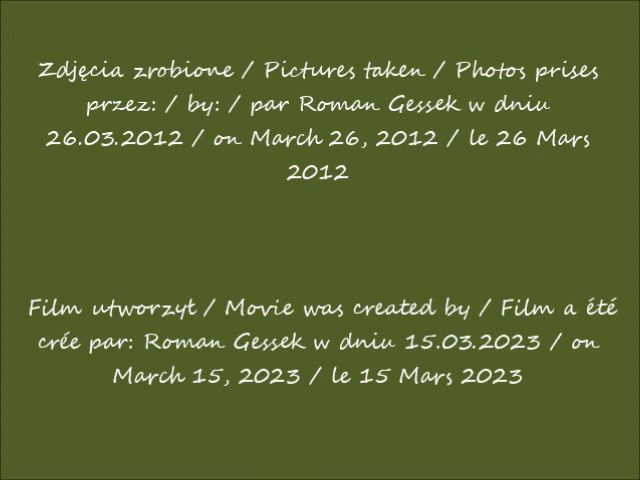 Zdjęcia zrobione / Pictures taken / Photos prises
przez: / by: / par Roman Gessek w dniu
26.03.2012 / on March 26, 2012 / le 26 Mars
2012
Film utworzył / Movie was created by / Film a été
crée par: Roman Gessek w dniu 15.03.2023 / on
March 15, 2023 / le 15 Mars 2023